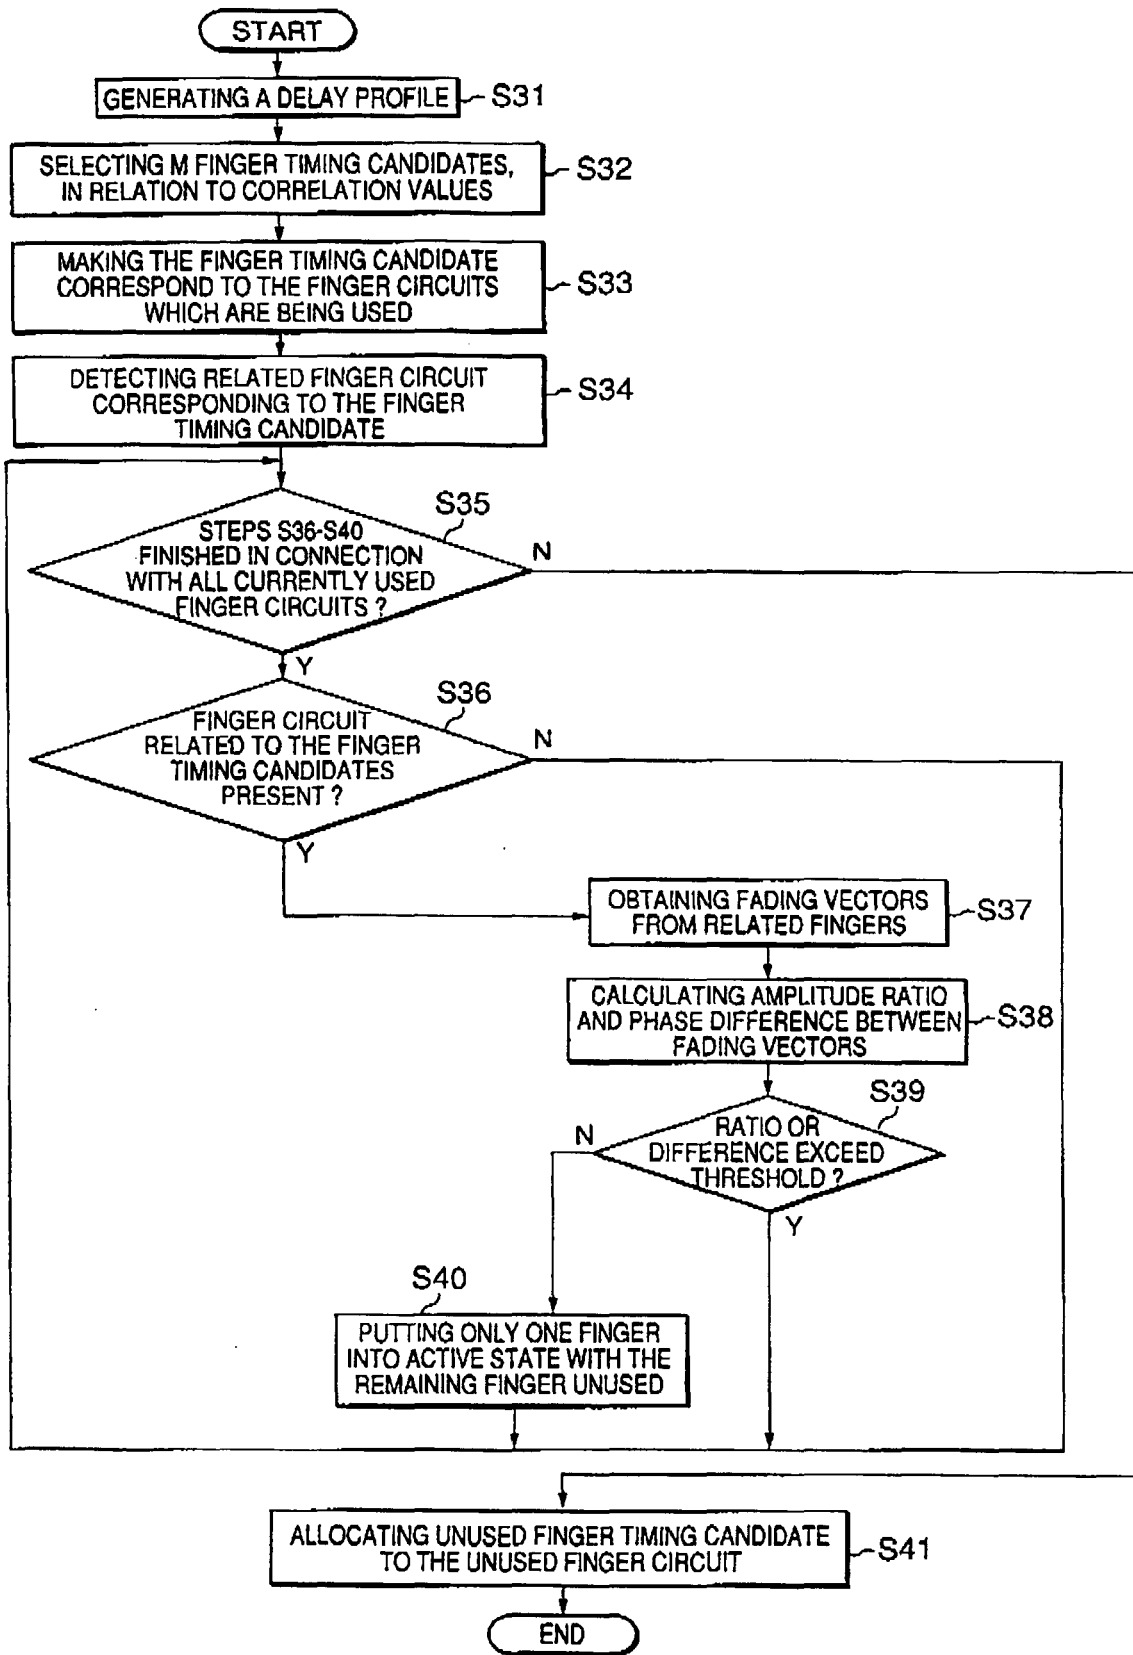 START
GENERATING A DELAY PROFILE
S31
SELECTING M FINGER TIMING CANDIDATES,
IN RELATION TO CORRELATION VALUES
S32
MAKING THE FINGER TIMING CANDIDATE
CORRESPOND TO THE FINGER CIRCUITS
WHICH ARE BEING USED
S33
DETECTING RELATED FINGER CIRCUIT
CORRESPONDING TO THE FINGER
TIMING CANDIDATE
S34
S35
STEPS S36-S40
FINISHED IN CONNECTION
WITH ALL CURRENTLY USED
FINGER CIRCUITS ?
N
Y
S36
FINGER CIRCUIT
RELATED TO THE FINGER
TIMING CANDIDATES
PRESENT ?
N
Y
OBTAINING FADING VECTORS
FROM RELATED FINGERS
S37
CALCULATING AMPLITUDE RATIO
AND PHASE DIFFERENCE BETWEEN
FADING VECTORS
S38
S39
RATIO OR
DIFFERENCE EXCEED
THRESHOLD ?
N
Y
S40
PUTTING ONLY ONE FINGER
INTO ACTIVE STATE WITH THE
REMAINING FINGER UNUSED
ALLOCATING UNUSED FINGER TIMING CANDIDATE
TO THE UNUSED FINGER CIRCUIT
S41
END